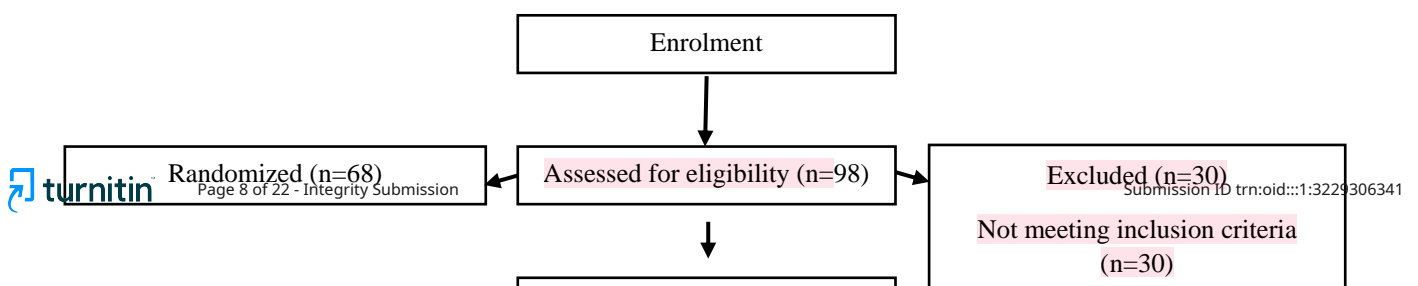 Enrolment
Randomized (n=68)
Assessed for eligibility (n=98)
Excluded (n=30)
turnitin
Page 8 of 22 - Integrity Submission
Submission ID trn:oid:::1:3229306341
Not meeting inclusion criteria
(n=30)